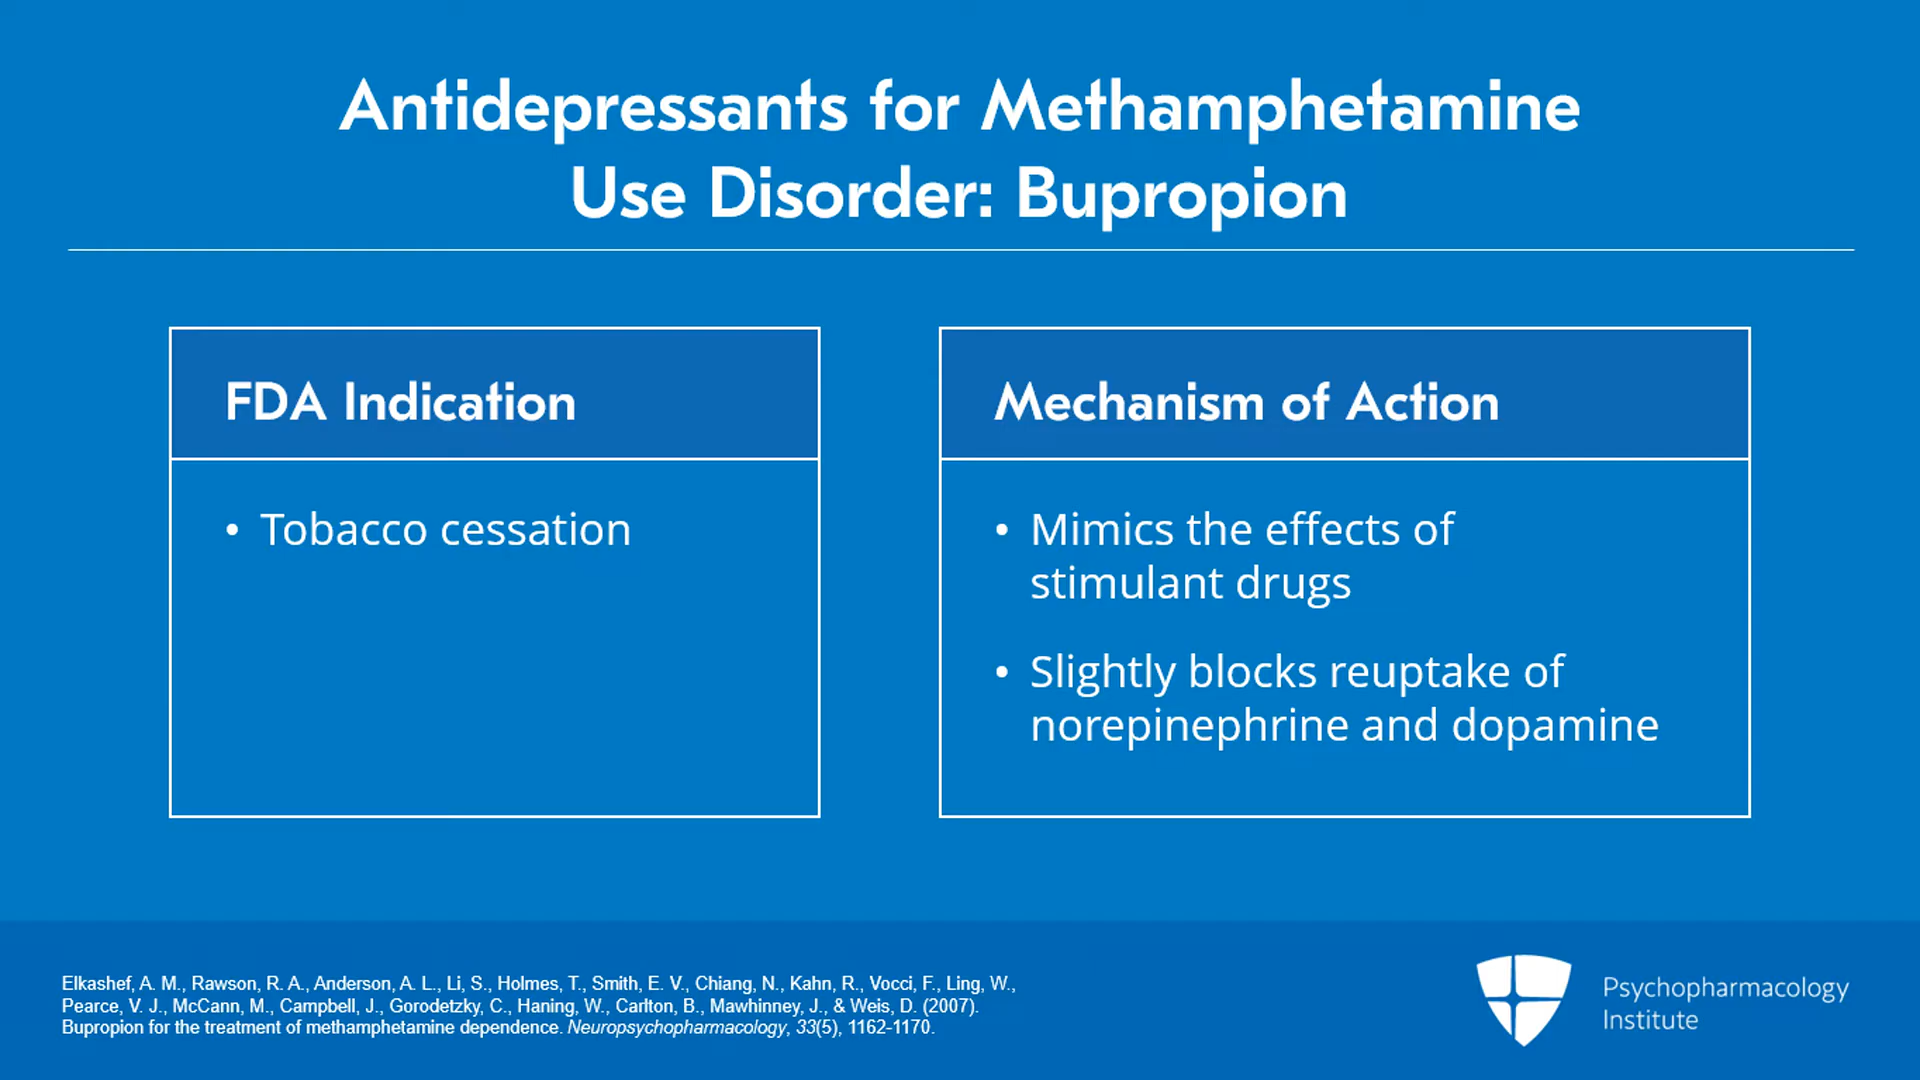 Antidepressants for Methamphetamine
Use Disorder: Bupropion
FDA Indication
• Tobacco cessation
Mechanism of Action
• Mimics the effects of
stimulant drugs
• Slightly blocks reuptake of
norepinephrine and dopamine
Elkashef, A. M., Rawson, R. A., Anderson, A. L., Li, S., Holmes, T., Smith, E. V., Chiang, N., Kahn, R., Vocci, F., Ling, W.,
Pearce, V. J., McCann, M., Campbell, J., Gorodetzky, C., Haning, W., Carlton, B., Mawhinney, J., & Weis, D. (2007).
Bupropion for the treatment of methamphetamine dependence. Neuropsychopharmacology, 33(5), 1162-1170.
Psychopharmacology
Institute